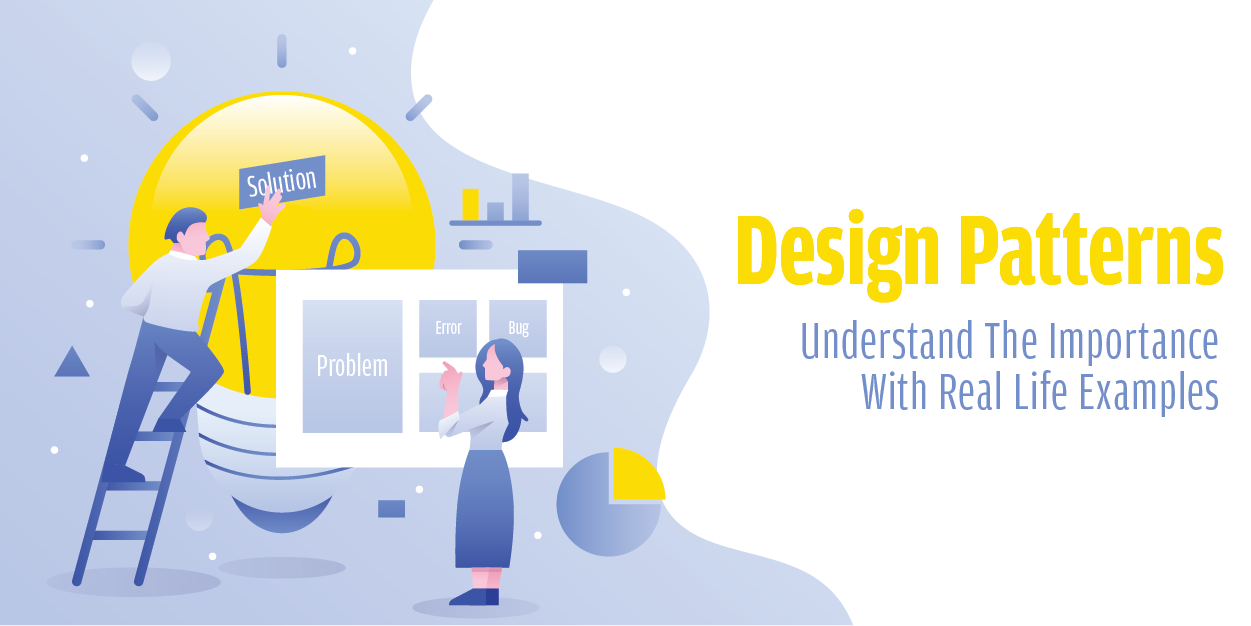 Solution
Problem
Error
Bug
Design Patterns
Understand The Importance
With Real Life Examples